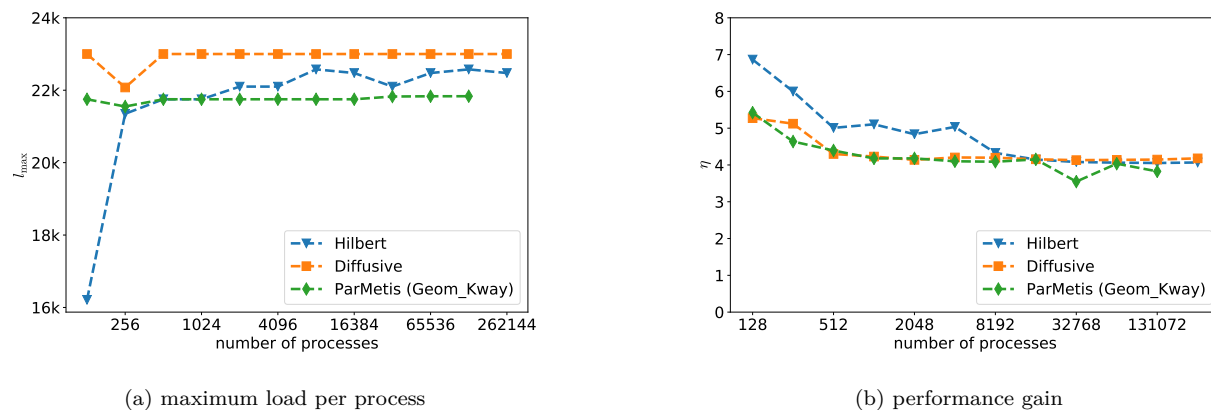 24k
22k
20k
18k
16k
l_max
256 1024 4096 16384 65536 262144
number of processes
Hilbert
Diffusive
ParMetis (Geom_Kway)
(a) maximum load per process
8
7
6
5
4
3
2
1
0
η
128 512 2048 8192 32768 131072
number of processes
Hilbert
Diffusive
ParMetis (Geom_Kway)
(b) performance gain